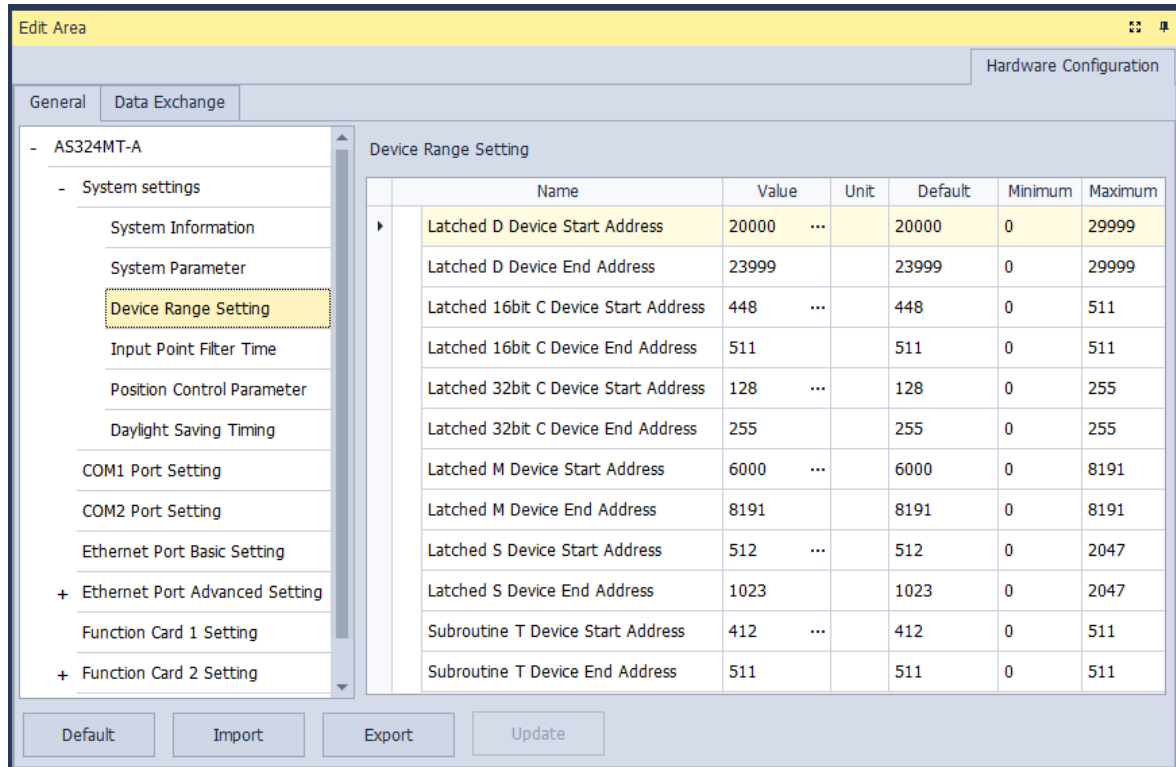 Edit Area
Hardware Configuration
General Data Exchange
- AS324MT-A
- System settings
System Information
System Parameter
Device Range Setting
Input Point Filter Time
Position Control Parameter
Daylight Saving Timing
COM1 Port Setting
COM2 Port Setting
Ethernet Port Basic Setting
+ Ethernet Port Advanced Setting
Function Card 1 Setting
+ Function Card 2 Setting
Device Range Setting
Name Value Unit Default Minimum Maximum
Latched D Device Start Address 20000 ... 20000 0 29999
Latched D Device End Address 23999 23999 0 29999
Latched 16bit C Device Start Address 448 ... 448 0 511
Latched 16bit C Device End Address 511 511 0 511
Latched 32bit C Device Start Address 128 ... 128 0 255
Latched 32bit C Device End Address 255 255 0 255
Latched M Device Start Address 6000 ... 6000 0 8191
Latched M Device End Address 8191 8191 0 8191
Latched S Device Start Address 512 ... 512 0 2047
Latched S Device End Address 1023 1023 0 2047
Subroutine T Device Start Address 412 ... 412 0 511
Subroutine T Device End Address 511 511 0 511
Default Import Export Update